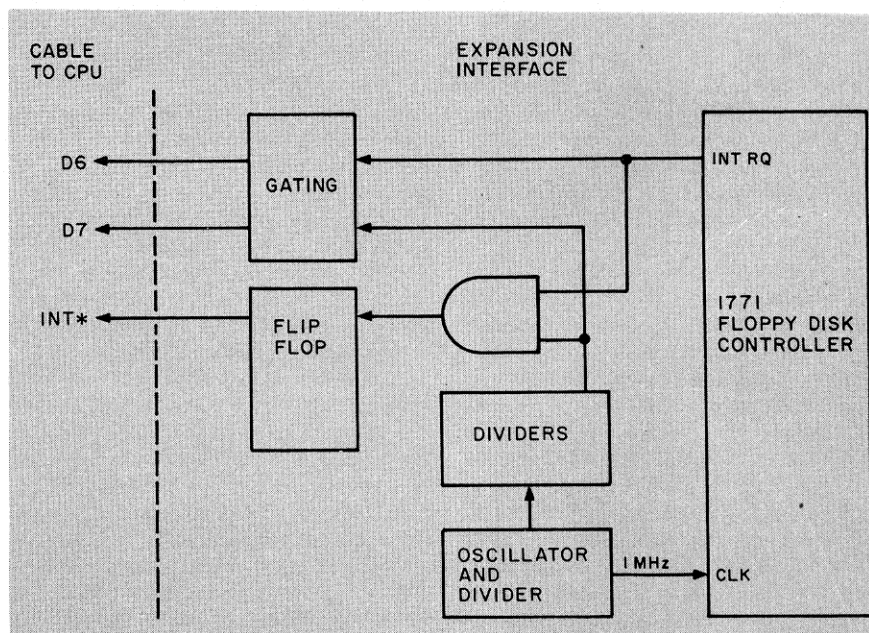 CABLE
TO CPU
EXPANSION
INTERFACE
D6
D7
INT*
GATING
FLIP
FLOP
INT RQ
1771
FLOPPY DISK
CONTROLLER
DIVIDERS
OSCILLATOR
AND
DIVIDER
1 MHz
CLK